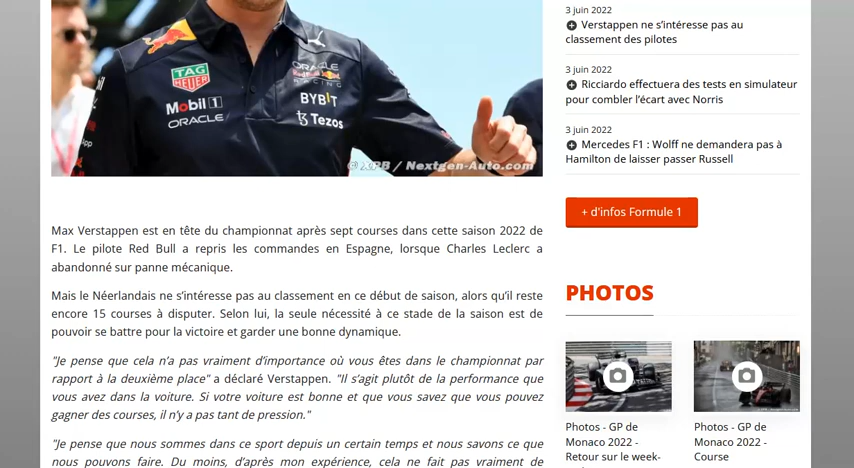 TAG
HEUER
ORACLE
Red Bull
RACING
Mobil 1
ORACLE
BYBIT
Tezos
© XPB / Nextgen-Auto.com
Max Verstappen est en tête du championnat après sept courses dans cette saison 2022 de
F1. Le pilote Red Bull a repris les commandes en Espagne, lorsque Charles Leclerc a
abandonné sur panne mécanique.
Mais le Néerlandais ne s’intéresse pas au classement en ce début de saison, alors qu’il reste
encore 15 courses à disputer. Selon lui, la seule nécessité à ce stade de la saison est de
pouvoir se battre pour la victoire et garder une bonne dynamique.
"Je pense que cela n’a pas vraiment d’importance où vous êtes dans le championnat par
rapport à la deuxième place" a déclaré Verstappen. "Il s’agit plutôt de la performance que
vous avez dans la voiture. Si votre voiture est bonne et que vous savez que vous pouvez
gagner des courses, il n’y a pas tant de pression."
"Je pense que nous sommes dans ce sport depuis un certain temps et nous savons ce que
nous pouvons faire. Du moins, d’après mon expérience, cela ne fait pas vraiment de
3 juin 2022
Verstappen ne s’intéresse pas au
classement des pilotes
3 juin 2022
Ricciardo effectuera des tests en simulateur
pour combler l’écart avec Norris
3 juin 2022
Mercedes F1 : Wolff ne demandera pas à
Hamilton de laisser passer Russell
+ d'infos Formule 1
PHOTOS
Photos - GP de
Monaco 2022 -
Retour sur le week-
Photos - GP de
Monaco 2022 -
Course